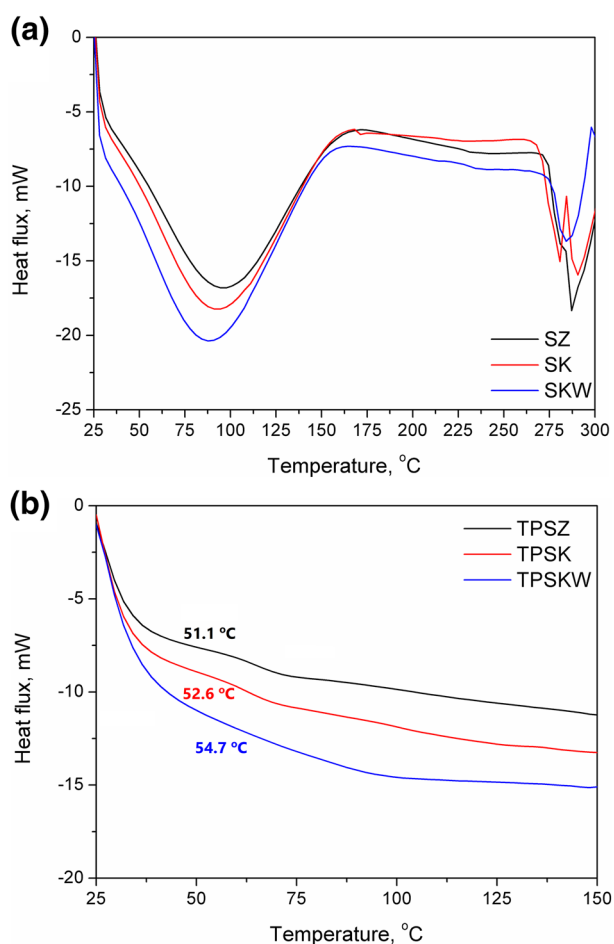 (a)
0
-5
-10
-15
-20
-25
Heat flux, mW
SZ
SK
SKW
25 50 75 100 125 150 175 200 225 250 275 300
Temperature, °C
(b)
0
-5
-10
-15
-20
Heat flux, mW
TPSZ
TPSK
TPSKW
51.1 °C
52.6 °C
54.7 °C
25 50 75 100 125 150
Temperature, °C